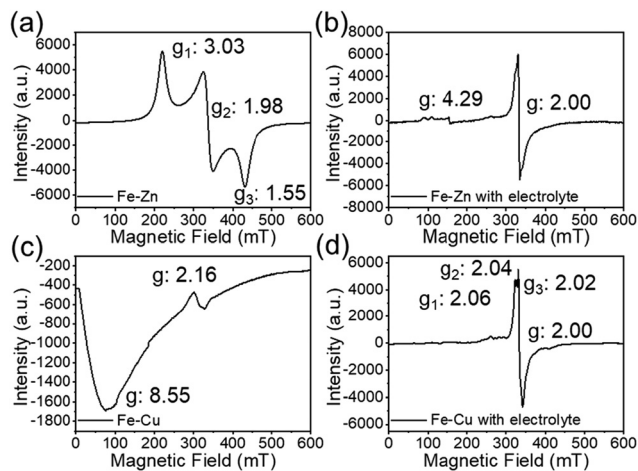 (a)
6000
4000
2000
0
-2000
-4000
-6000
Intensity (a.u.)
g1: 3.03
g2: 1.98
g3: 1.55
Fe-Zn
0 100 200 300 400 500 600
Magnetic Field (mT)
(b)
8000
6000
4000
2000
0
-2000
-4000
-6000
-8000
Intensity (a.u.)
g: 4.29
g: 2.00
Fe-Zn with electrolyte
0 100 200 300 400 500 600
Magnetic Field (mT)
(c)
-200
-400
-600
-800
-1000
-1200
-1400
-1600
-1800
Intensity (a.u.)
g: 2.16
g: 8.55
Fe-Cu
0 100 200 300 400 500 600
Magnetic Field (mT)
(d)
6000
4000
2000
0
-2000
-4000
-6000
Intensity (a.u.)
g2: 2.04
g3: 2.02
g1: 2.06
g: 2.00
Fe-Cu with electrolyte
0 100 200 300 400 500 600
Magnetic Field (mT)